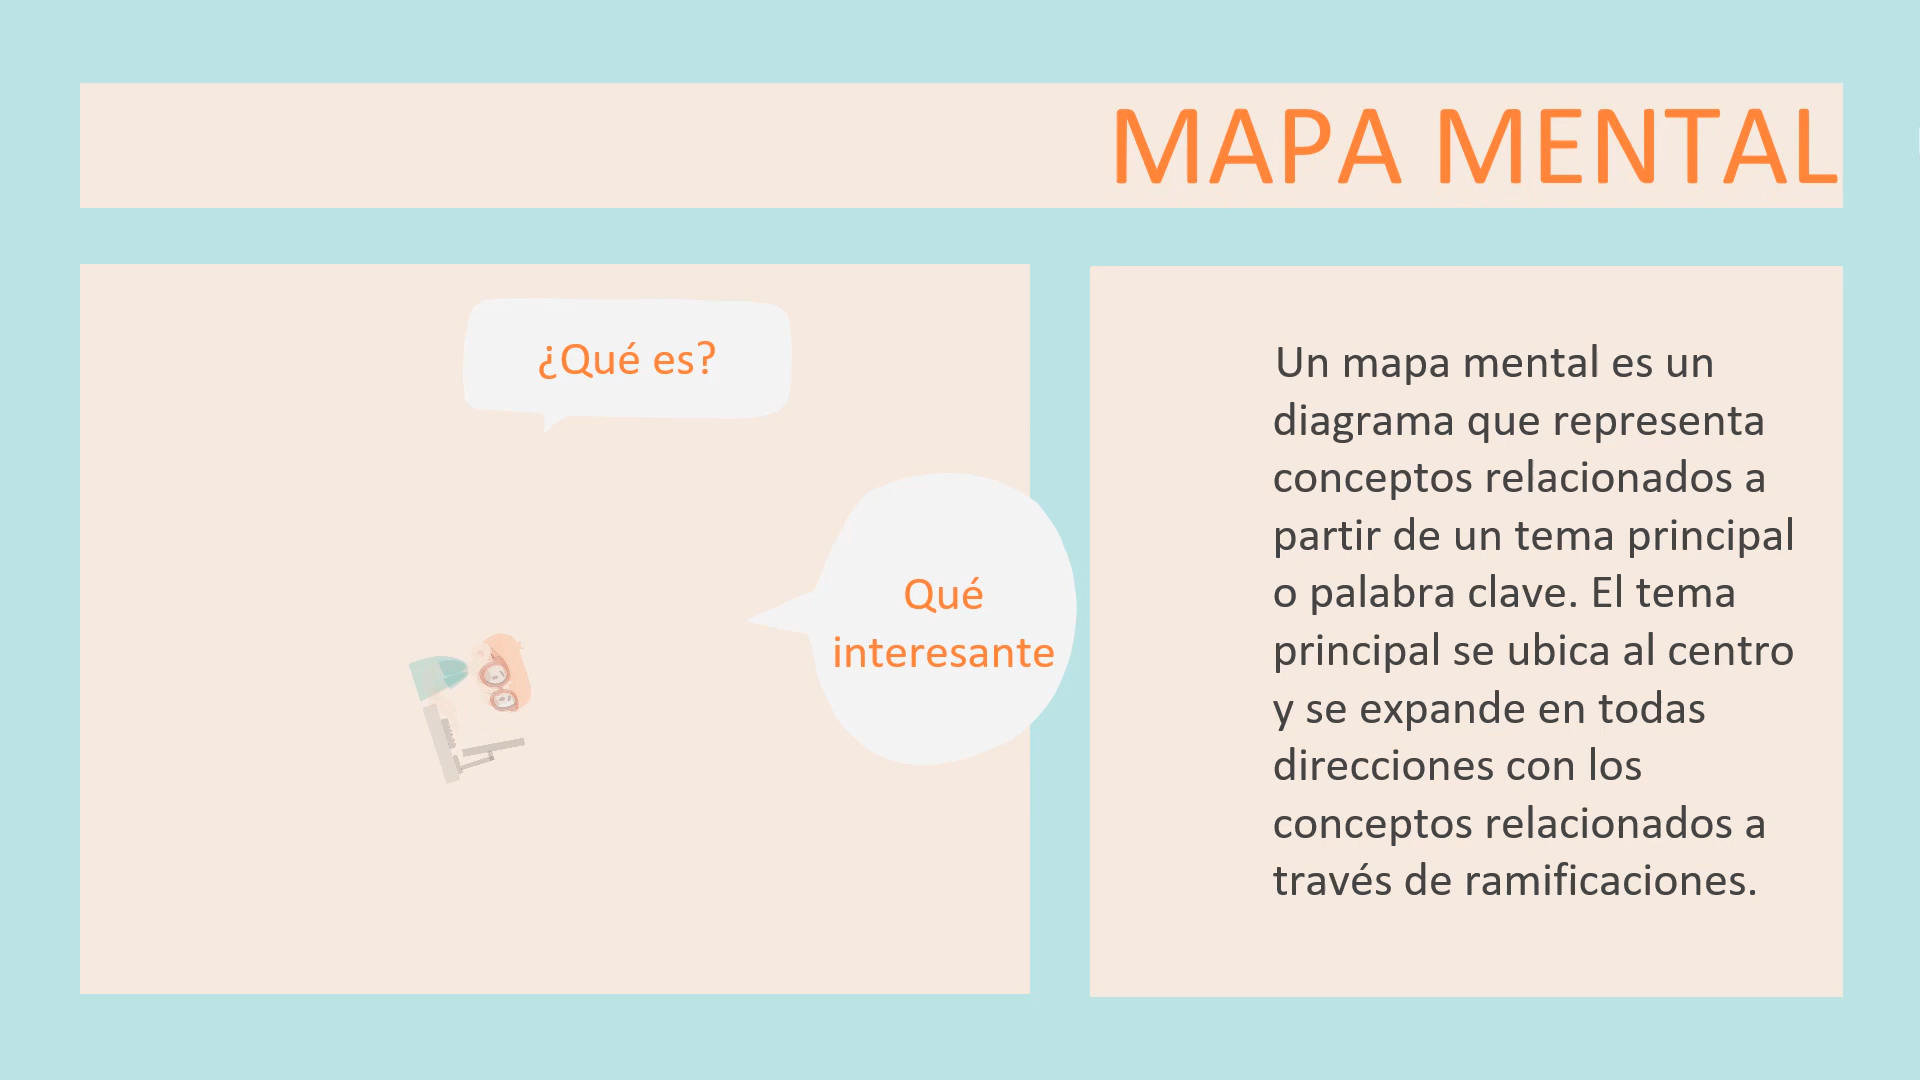 MAPA MENTAL
¿Qué es?
Qué
interesante
Un mapa mental es un
diagrama que representa
conceptos relacionados a
partir de un tema principal
o palabra clave. El tema
principal se ubica al centro
y se expande en todas
direcciones con los
conceptos relacionados a
través de ramificaciones.